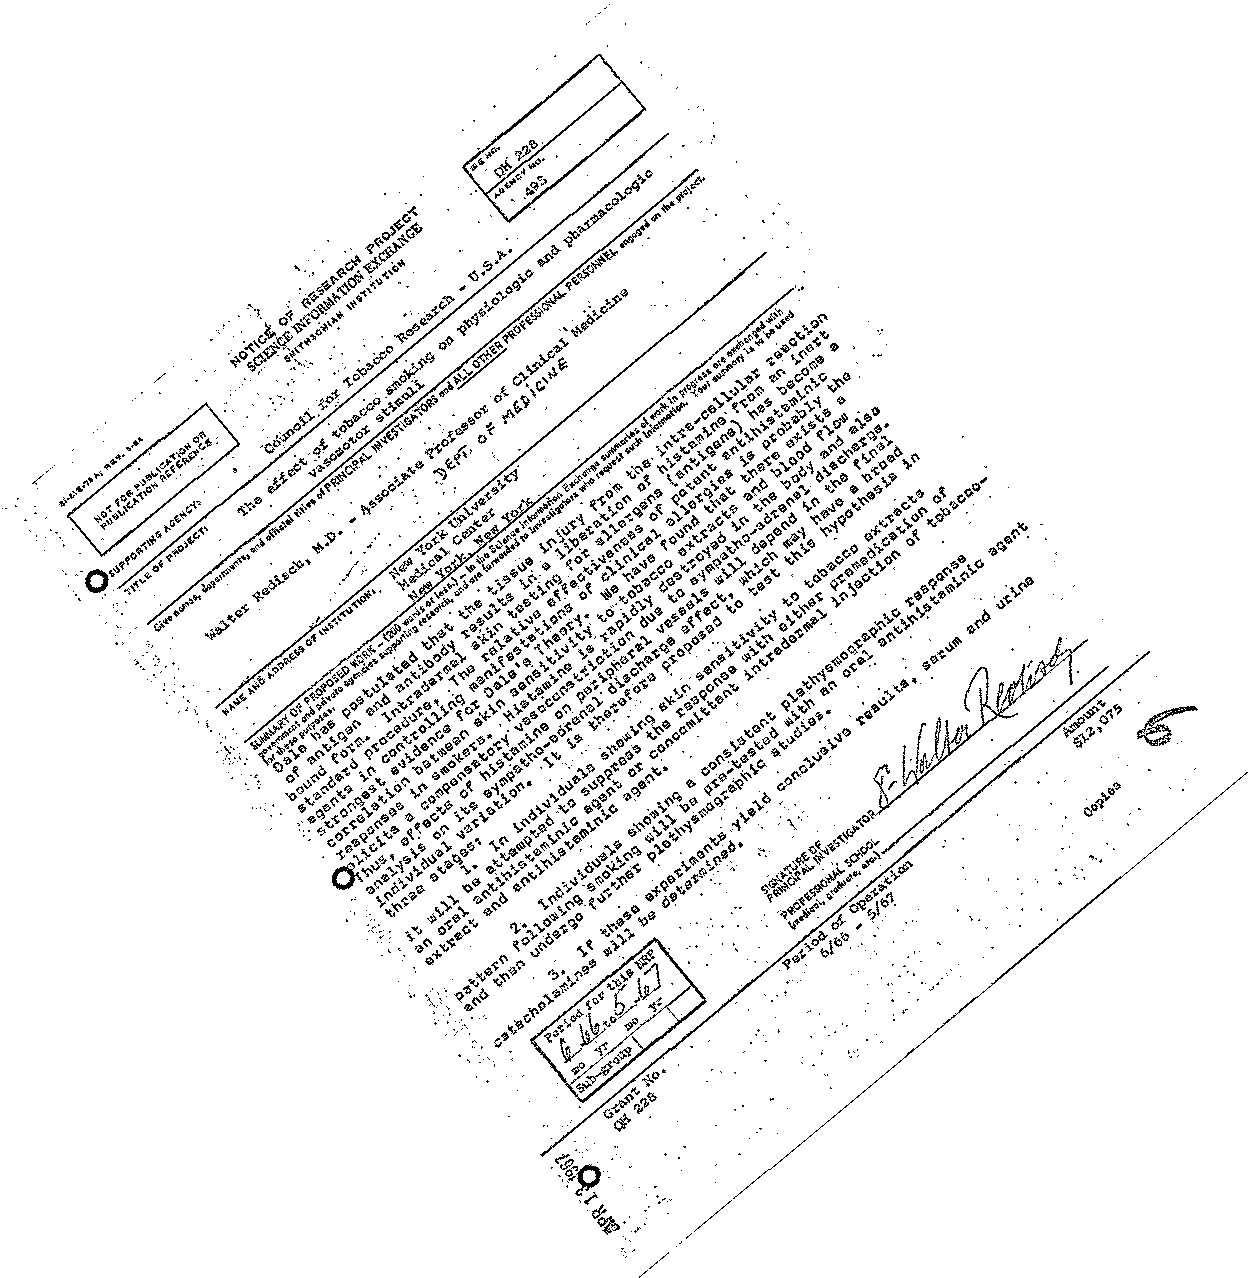 SIE NO.
QH 228
AGENCY NO.
49S
NOTICE OF RESEARCH PROJECT
SCIENCE INFORMATION EXCHANGE
SMITHSONIAN INSTITUTION
NOT FOR PUBLICATION OR
PUBLICATION REFERENCE
SUPPORTING AGENCY:
Council for Tobacco Research - U.S.A.
TITLE OF PROJECT:
The effect of tobacco smoking on physiologic and pharmacologic
vasomotor stimuli
Give names, departments, and official titles of PRINCIPAL INVESTIGATORS and ALL OTHER PROFESSIONAL PERSONNEL engaged on the project.
Walter Redisch, M.D. - Associate Professor of Clinical Medicine
DEPT. OF MEDICINE
NAME AND ADDRESS OF INSTITUTION:
New York University
Medical Center
New York, New York
SUMMARY OF PROPOSED WORK - (200 words or less.) - In the Science Information Exchange summaries of work in progress are exchanged with
government and private agencies supporting research, and are forwarded to investigators who request such information. Your summary is to be used
for these purposes.
Dale has postulated that the tissue injury from the intra-cellular reaction
of antigen and antibody results in a liberation of histamine from an inert
bound form. Intradermal skin testing for allergens (antigens) has become a
standard procedure. The relative effectiveness of potent antihistaminic
agents in controlling manifestations of clinical allergies is probably the
strongest evidence for Dale's theory. We have found that there exists a
correlation between skin sensitivity to tobacco extracts and blood flow
responses in smokers. Histamine is rapidly destroyed in the body and also
elicits a compensatory vasoconstriction due to sympatho-adrenal discharge.
Thus, effects of histamine on peripheral vessels will depend in the final
analysis on its sympatho-adrenal discharge effect, which may have a broad
individual variation. It is therefore proposed to test this hypothesis in
three stages:
1. In individuals showing skin sensitivity to tobacco extracts
it will be attempted to suppress the response with either premedication of
an oral antihistaminic agent or concomittent intradermal injection of tobacco-
extract and antihistaminic agent.
2. Individuals showing a consistent plethysmographic response
pattern following smoking will be pre-tested with an oral antihistaminic agent
and then undergo further plethysmographic studies.
3. If these experiments yield conclusive results, serum and urine
catecholamines will be determined.
SIGNATURE OF
PRINCIPAL INVESTIGATOR
S- Walter Redisch
PROFESSIONAL SCHOOL
(medical, graduate, etc.)
Period for this NRP
6 66 to 5 67
mo yr mo yr
Sub-group
Grant No.
QH 228
Period of Operation
6/66 - 5/67
Amount
$12,075
6
Copies
APR 13 1967